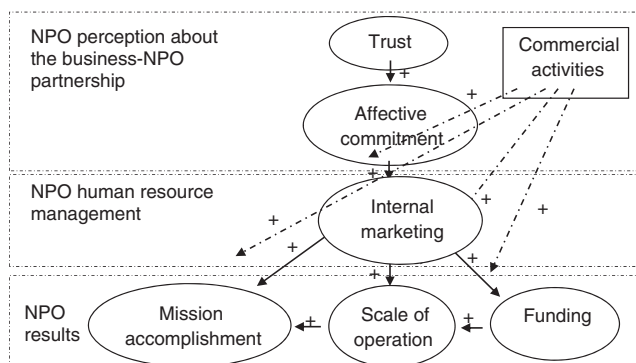 NPO perception about
the business-NPO
partnership
Trust
Commercial
activities
+
+
Affective
commitment
+
NPO human resource
management
Internal
marketing
+
+
+
+
+
+
+
NPO
results
Mission
accomplishment
+
Scale of
operation
+
Funding